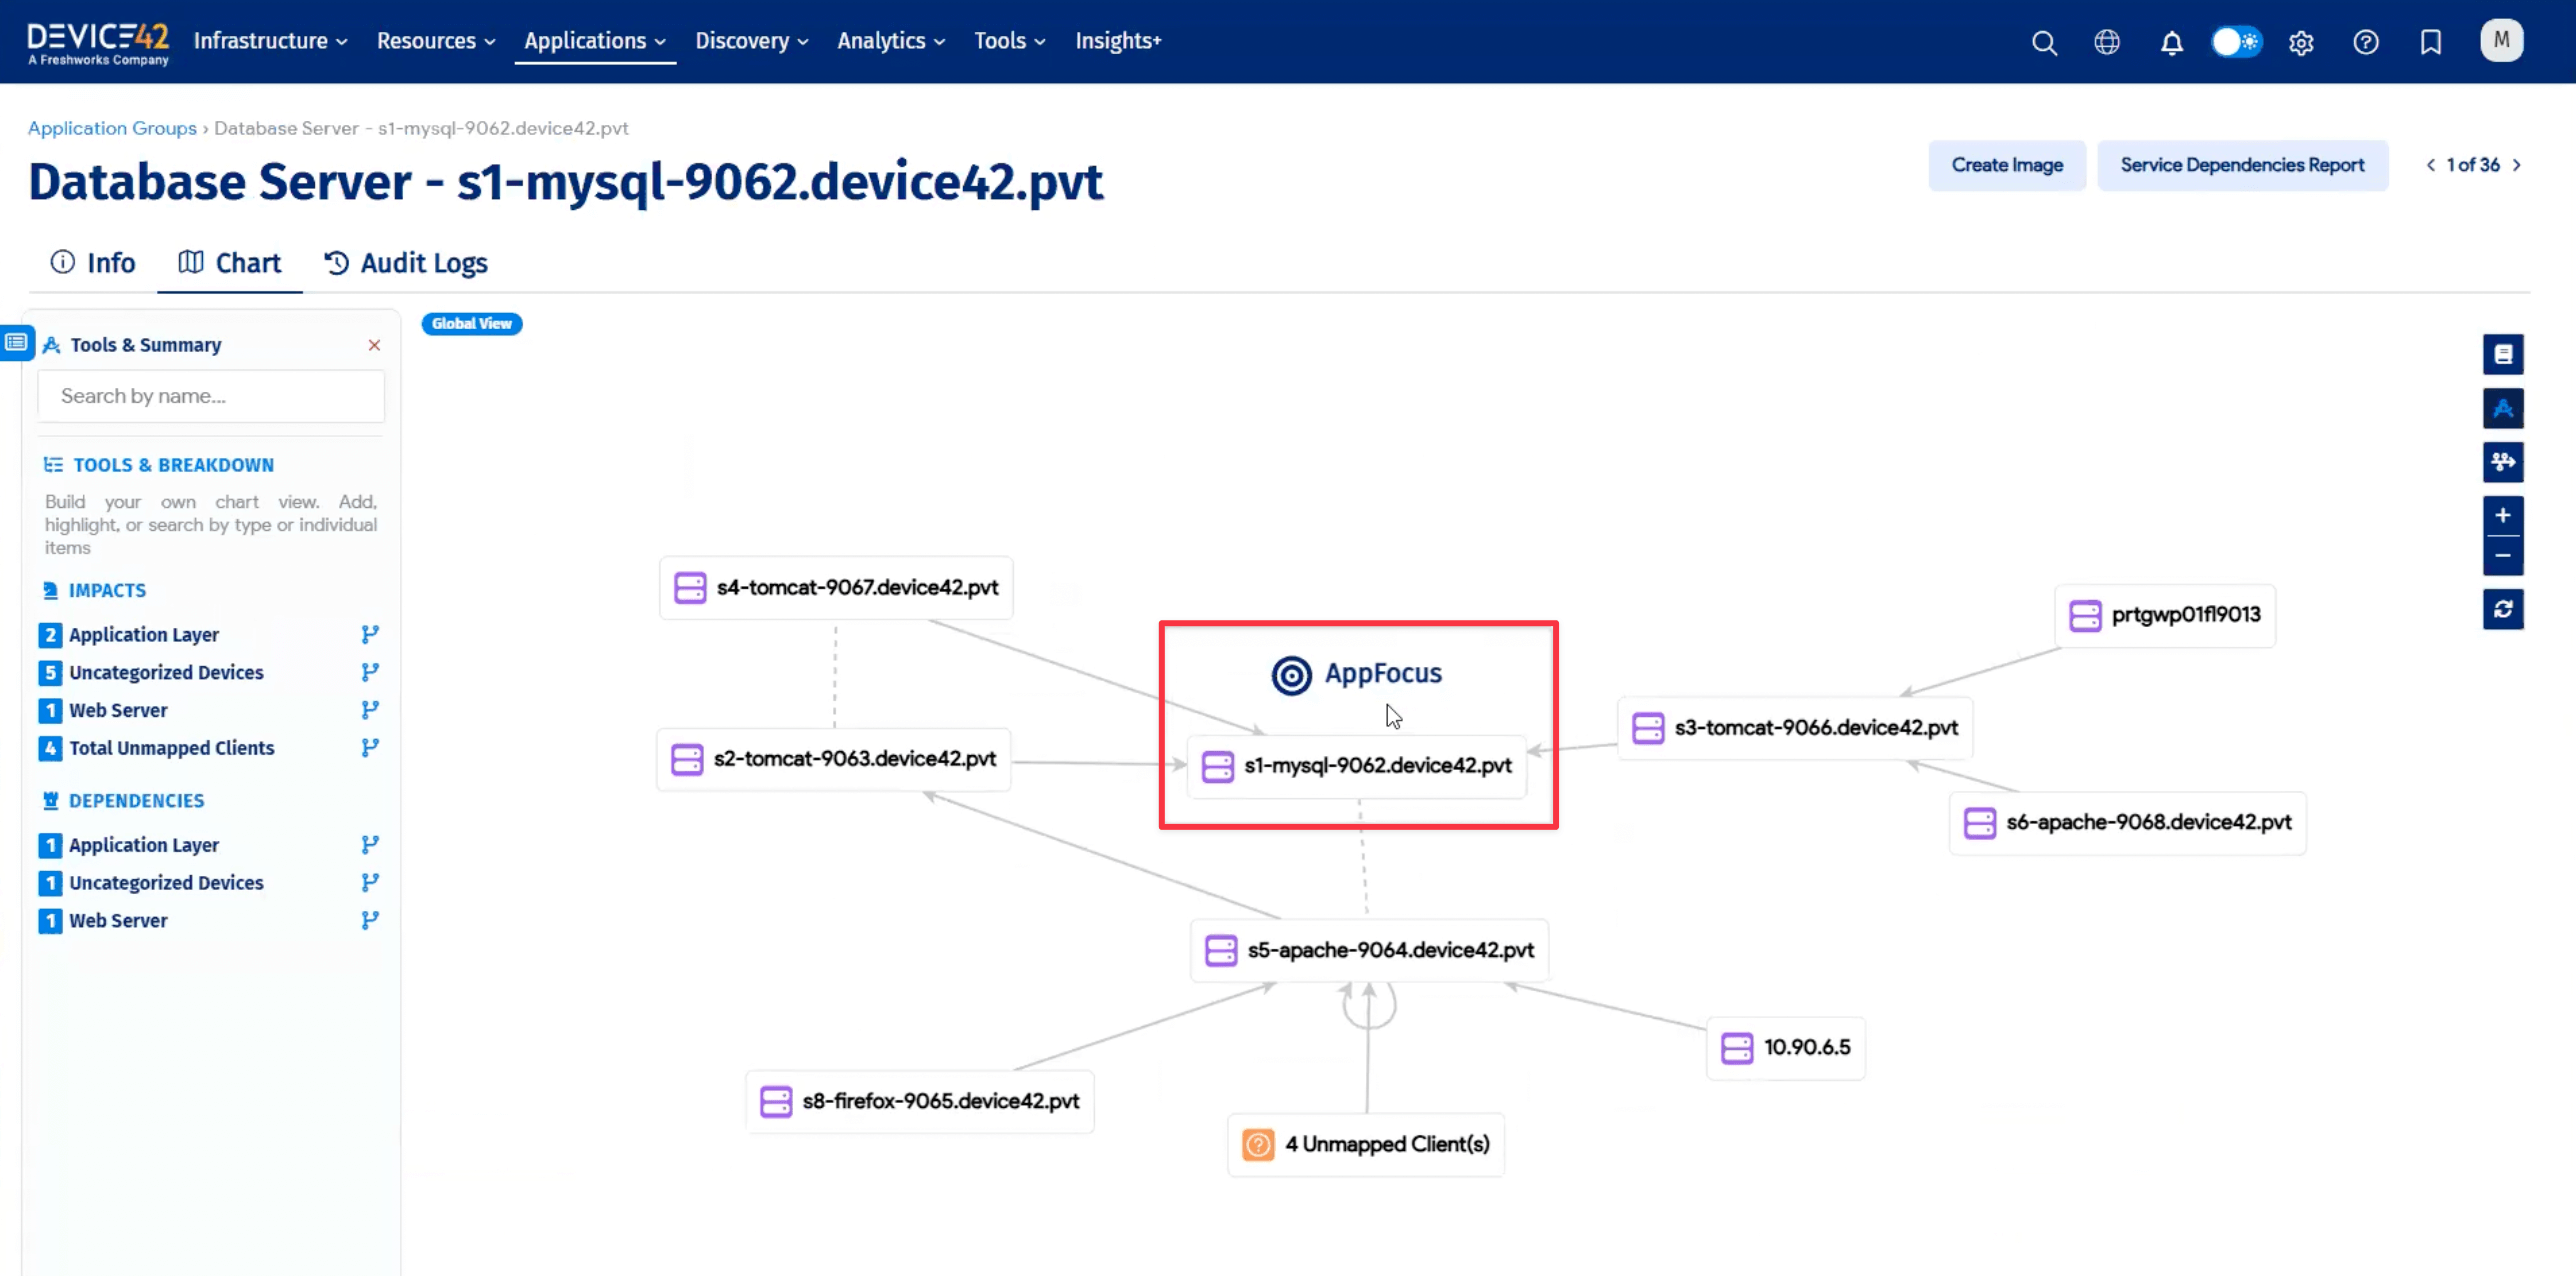 DEVICE42
A Freshworks Company
Infrastructure
Resources
Applications
Discovery
Analytics
Tools
Insights+
M
Application Groups › Database Server - s1-mysql-9062.device42.pvt
Database Server - s1-mysql-9062.device42.pvt
Create Image
Service Dependencies Report
1 of 36
Info
Chart
Audit Logs
Tools & Summary
Search by name...
TOOLS & BREAKDOWN
Build your own chart view. Add,
highlight, or search by type or individual
items
IMPACTS
2 Application Layer
5 Uncategorized Devices
1 Web Server
4 Total Unmapped Clients
DEPENDENCIES
1 Application Layer
1 Uncategorized Devices
1 Web Server
Global View
s4-tomcat-9067.device42.pvt
prtgwp01fl9013
AppFocus
s3-tomcat-9066.device42.pvt
s2-tomcat-9063.device42.pvt
s1-mysql-9062.device42.pvt
s6-apache-9068.device42.pvt
s5-apache-9064.device42.pvt
10.90.6.5
s8-firefox-9065.device42.pvt
4 Unmapped Client(s)